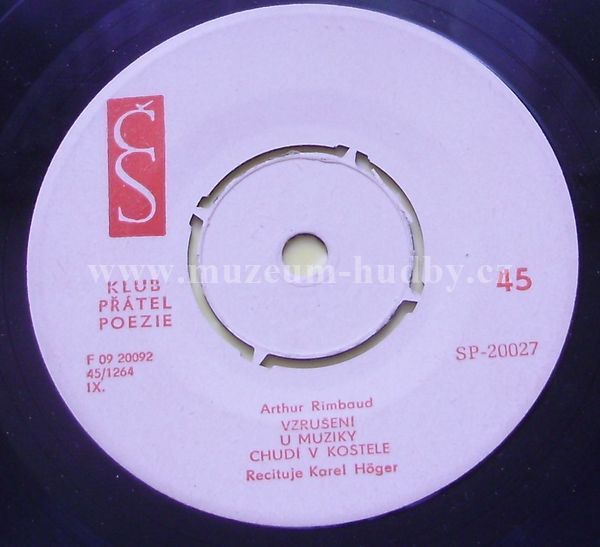 ČS
KLUB
PŘÁTEL
POEZIE
F 09 20092
45/1264
IX.
www.muzeum-hudby.cz
45
SP-20027
Arthur Rimbaud
VZRUŠENÍ
U MUZIKY
CHUDÍ V KOSTELE
Recituje Karel Höger